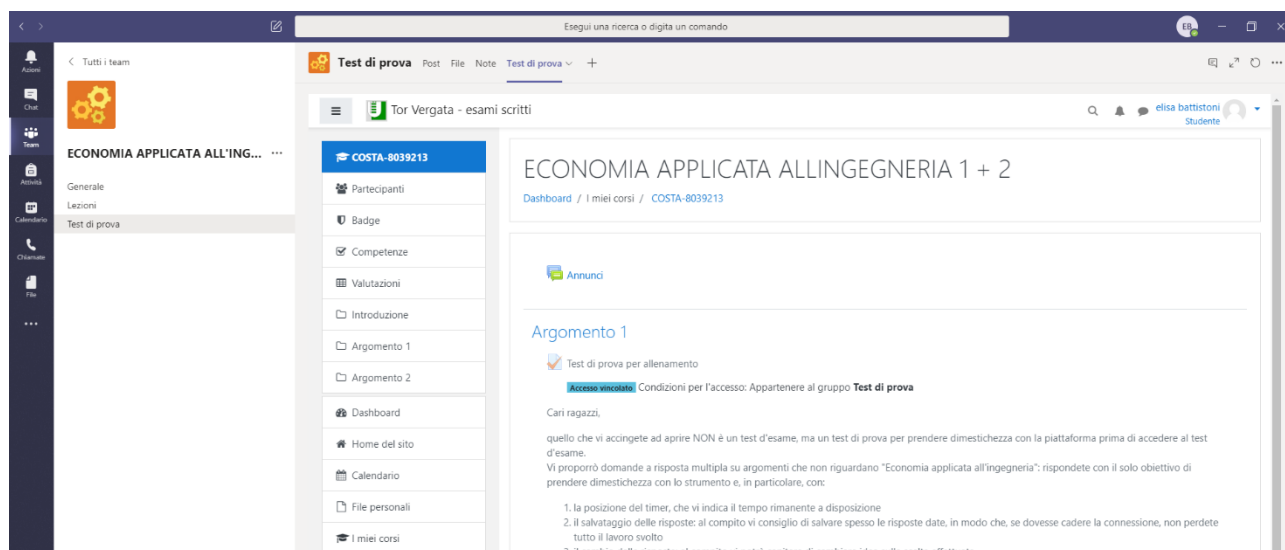 Esegui una ricerca o digita un comando
EB
Azioni
Chat
Team
Attività
Calendario
Chiamate
File
Tutti i team
ECONOMIA APPLICATA ALL'ING... ...
Generale
Lezioni
Test di prova
Test di prova Post File Note Test di prova +
Tor Vergata - esami scritti
elisa battistoni
Studente
COSTA-8039213
Partecipanti
Badge
Competenze
Valutazioni
Introduzione
Argomento 1
Argomento 2
Dashboard
Home del sito
Calendario
File personali
I miei corsi
ECONOMIA APPLICATA ALLINGEGNERIA 1 + 2
Dashboard / I miei corsi / COSTA-8039213
Annunci
Argomento 1
Test di prova per allenamento
Accesso vincolato Condizioni per l'accesso: Appartenere al gruppo Test di prova
Cari ragazzi,
quello che vi accingete ad aprire NON é un test d'esame, ma un test di prova per prendere dimestichezza con la piattaforma prima di accedere al test
d'esame.
Vi proporrò domande a risposta multipla su argomenti che non riguardano "Economia applicata all'ingegneria": rispondete con il solo obiettivo di
prendere dimestichezza con lo strumento e, in particolare, con:
1. la posizione del timer, che vi indica il tempo rimanente a disposizione
2. il salvataggio delle risposte: al compito vi consiglio di salvare spesso le risposte date, in modo che, se dovesse cadere la connessione, non perdete
tutto il lavoro svolto